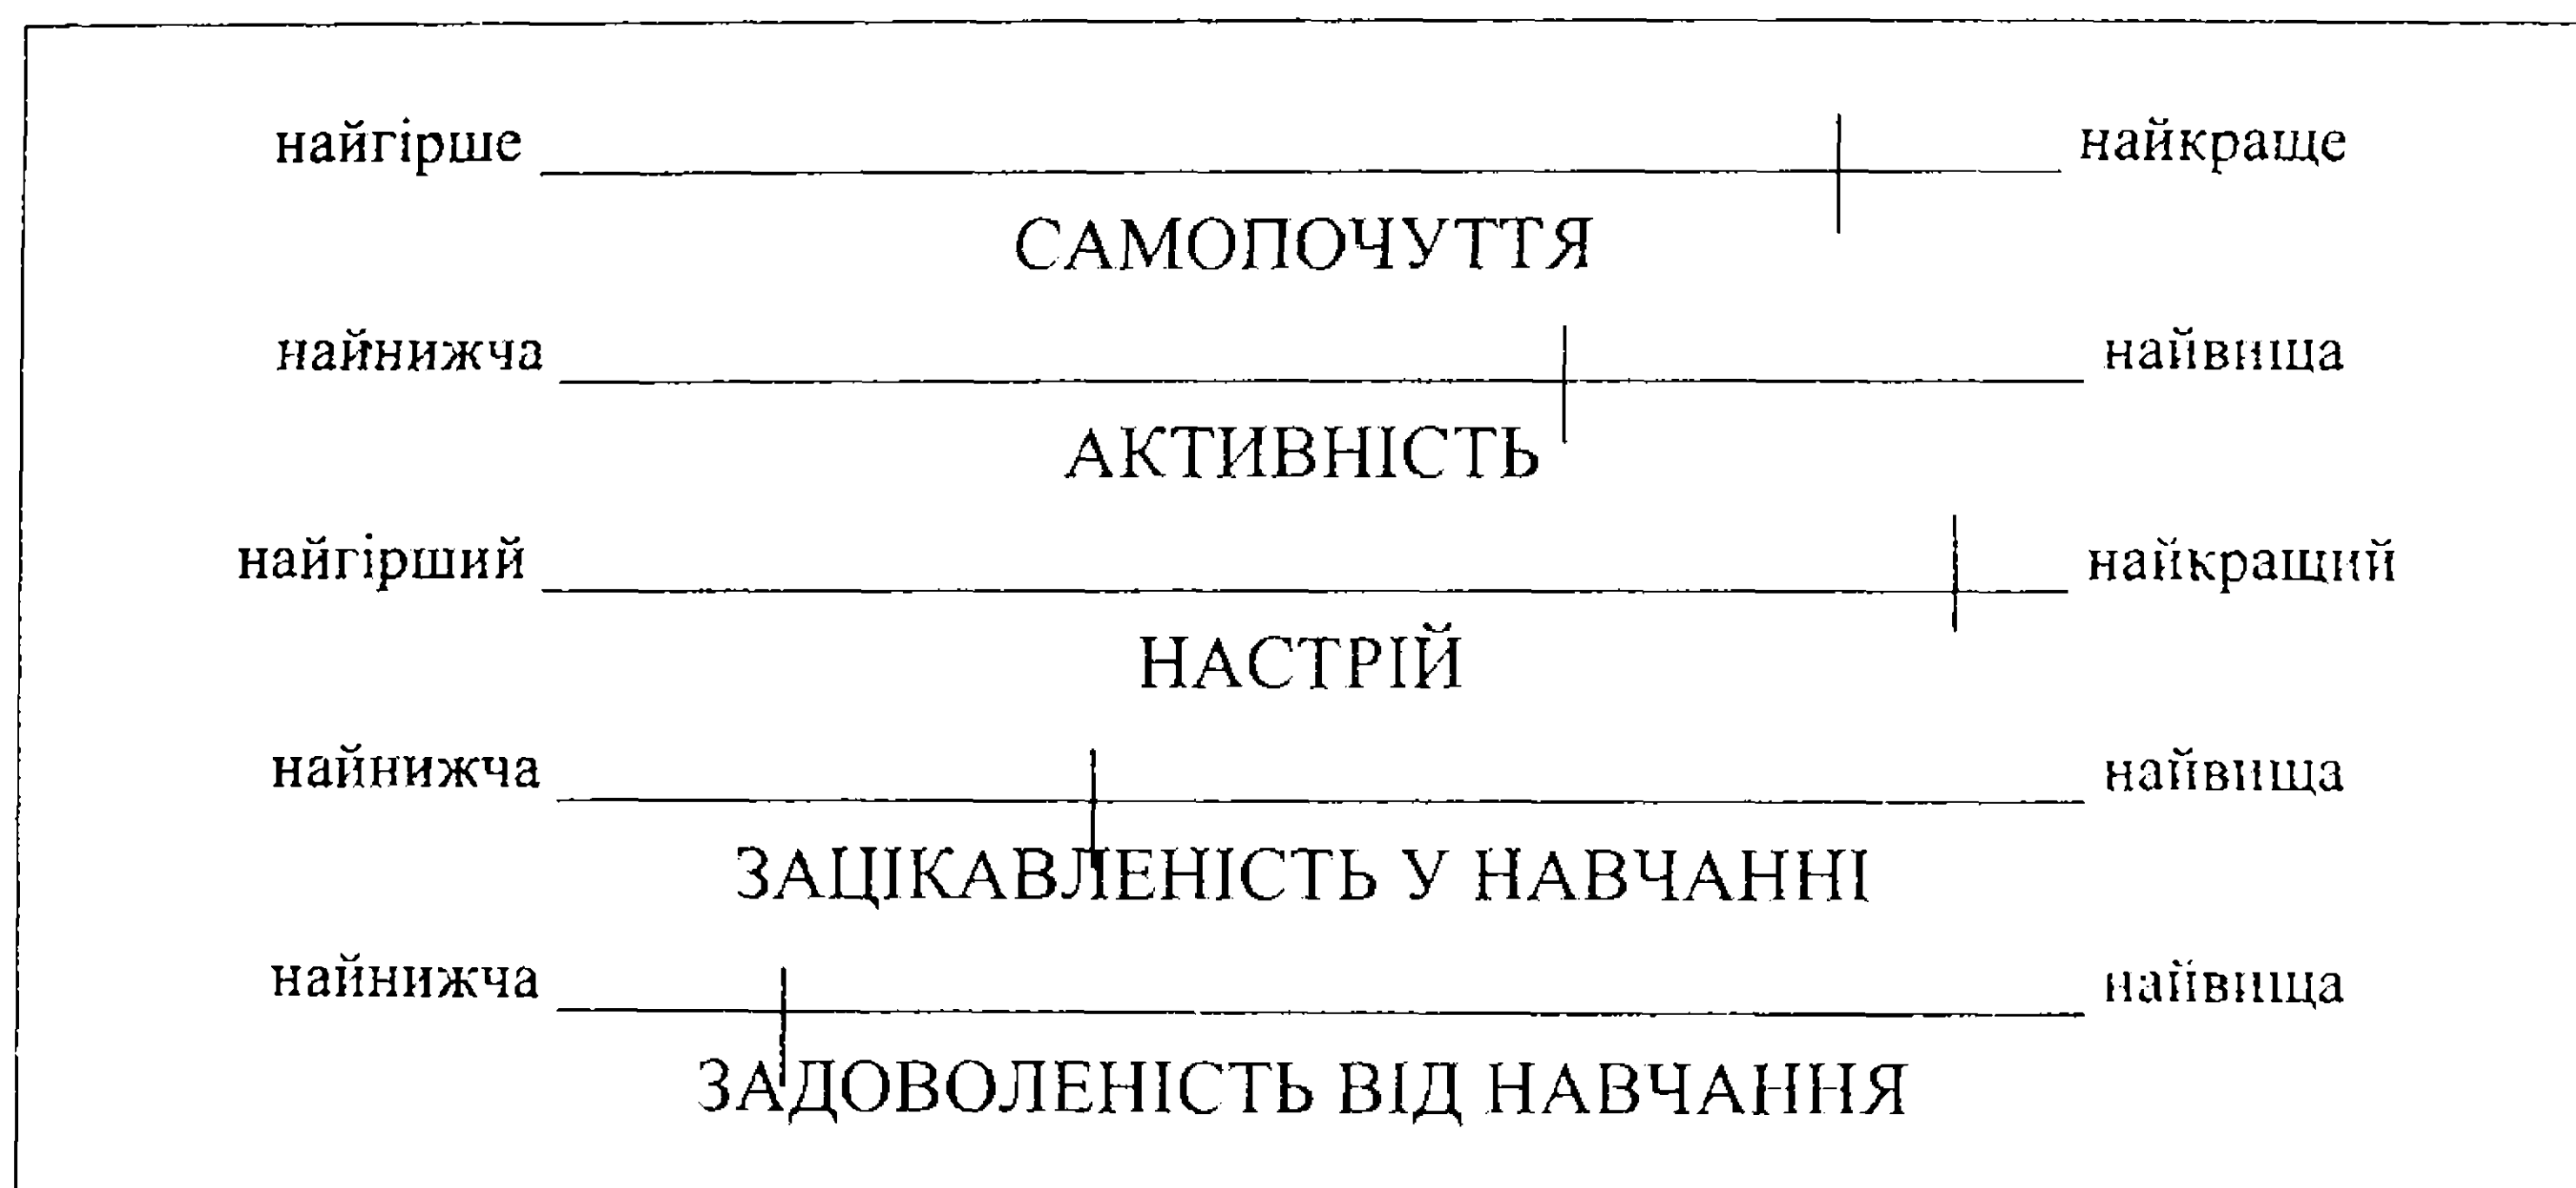 найгірше найкраще
САМОПОЧУТТЯ
найнижча найвища
АКТИВНІСТЬ
найгірший найкращий
НАСТРІЙ
найнижча найвища
ЗАЦІКАВЛЕНІСТЬ У НАВЧАННІ
найнижча найвища
ЗАДОВОЛЕНІСТЬ ВІД НАВЧАННЯ